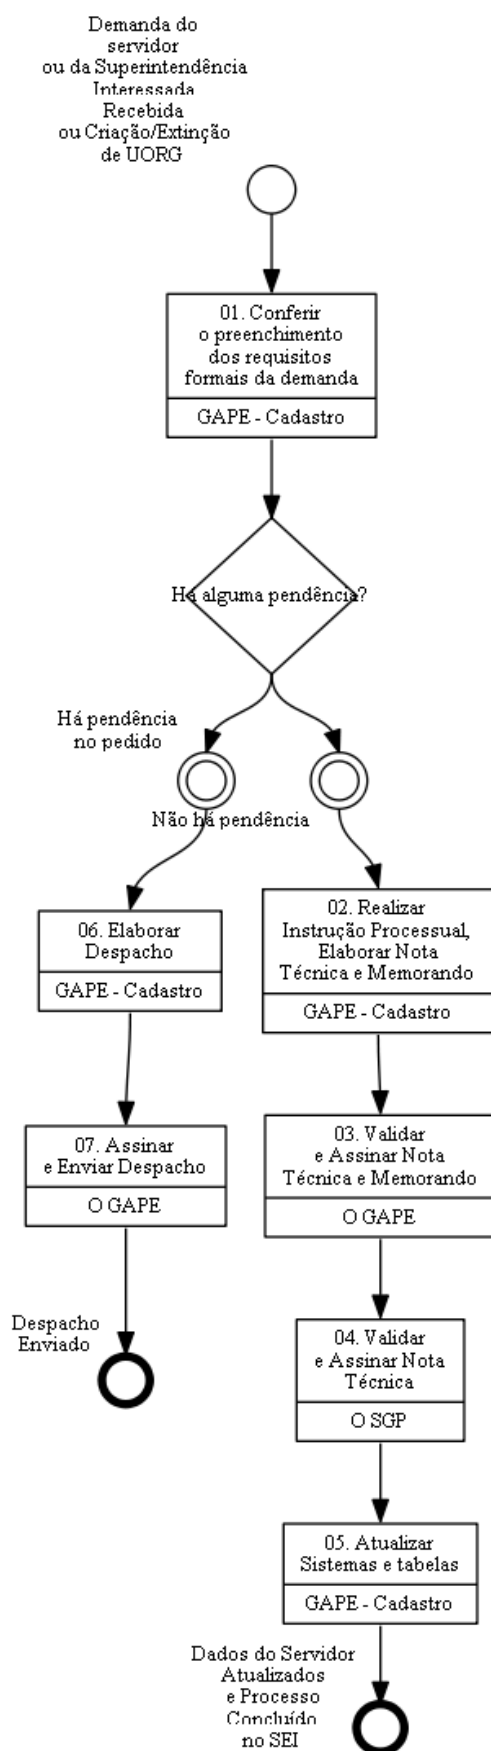 Demanda do
servidor
ou da Superintendência
Interessada
Recebida
ou Criação/Extinção
de UORG
01. Conferir
o preenchimento
dos requisitos
formais da demanda
GAPE - Cadastro
Há alguma pendência?
Há pendência
no pedido
Não há pendência
06. Elaborar
Despacho
GAPE - Cadastro
02. Realizar
Instrução Processual,
Elaborar Nota
Técnica e Memorando
GAPE - Cadastro
07. Assinar
e Enviar Despacho
O GAPE
03. Validar
e Assinar Nota
Técnica e Memorando
O GAPE
Despacho
Enviado
04. Validar
e Assinar Nota
Técnica
O SGP
05. Atualizar
Sistemas e tabelas
GAPE - Cadastro
Dados do Servidor
Atualizados
e Processo
Concluído
no SEI